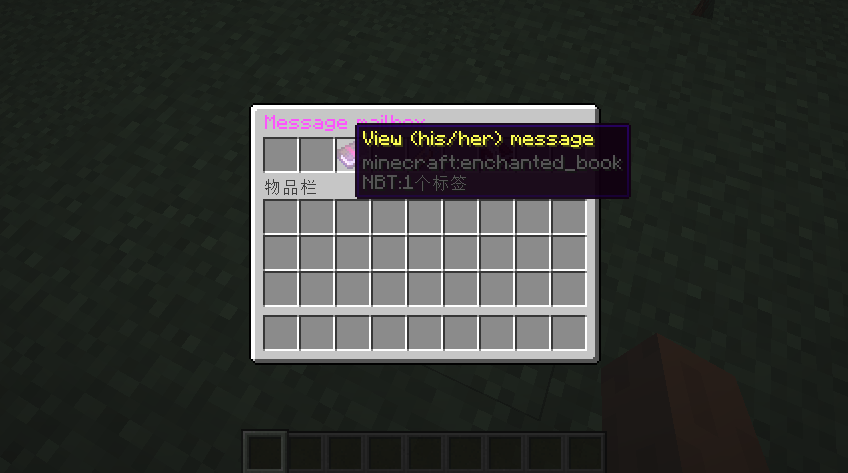 Message mailbox
View (his/her) message
minecraft:enchanted_book
NBT:1个标签
物品栏